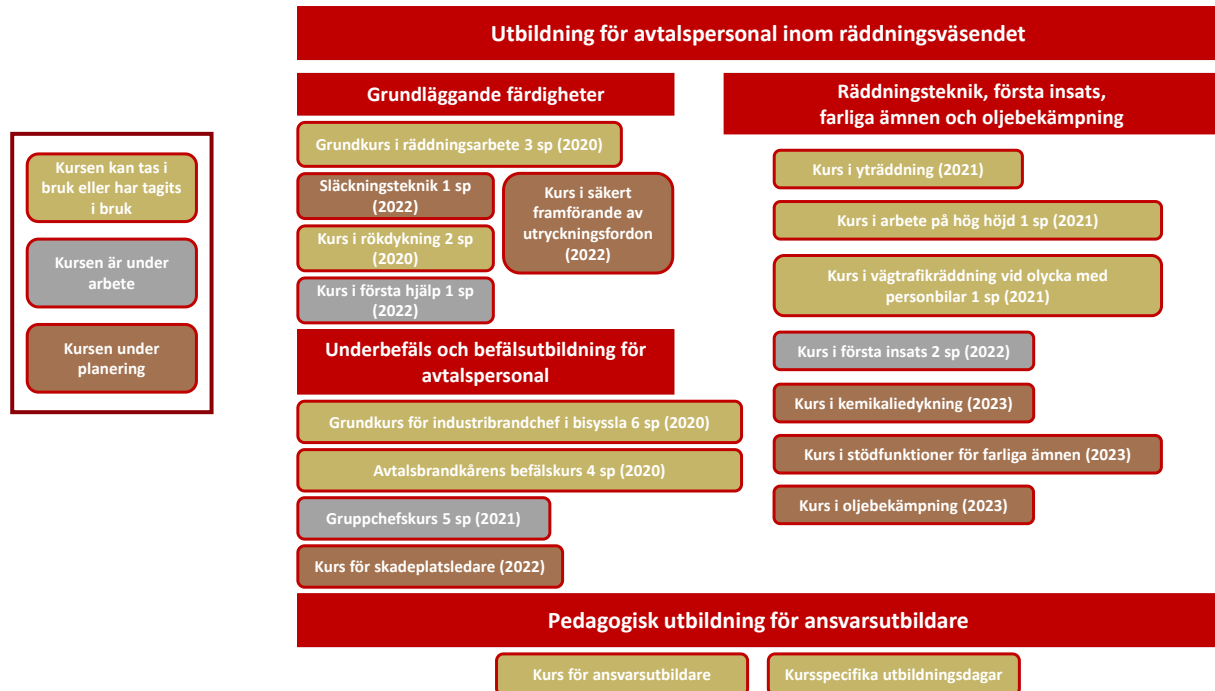 Utbildning för avtalspersonal inom räddningsväsendet
Kursen kan tas i
bruk eller har tagits
i bruk
Kursen är under
arbete
Kursen under
planering
Grundläggande färdigheter
Grundkurs i räddningsarbete 3 sp (2020)
Släckningsteknik 1 sp
(2022)
Kurs i rökdykning 2 sp
(2020)
Kurs i första hjälp 1 sp
(2022)
Kurs i säkert
framförande av
utryckningsfordon
(2022)
Underbefäls och befälsutbildning för
avtalspersonal
Grundkurs för industribrandchef i bisyssla 6 sp (2020)
Avtalsbrandkårens befälskurs 4 sp (2020)
Gruppchefskurs 5 sp (2021)
Kurs för skadeplatsledare (2022)
Räddningsteknik, första insats,
farliga ämnen och oljebekämpning
Kurs i yträddning (2021)
Kurs i arbete på hög höjd 1 sp (2021)
Kurs i vägtrafikräddning vid olycka med
personbilar 1 sp (2021)
Kurs i första insats 2 sp (2022)
Kurs i kemikaliedykning (2023)
Kurs i stödfunktioner för farliga ämnen (2023)
Kurs i oljebekämpning (2023)
Pedagogisk utbildning för ansvarsutbildare
Kurs för ansvarsutbildare
Kursspecifika utbildningsdagar